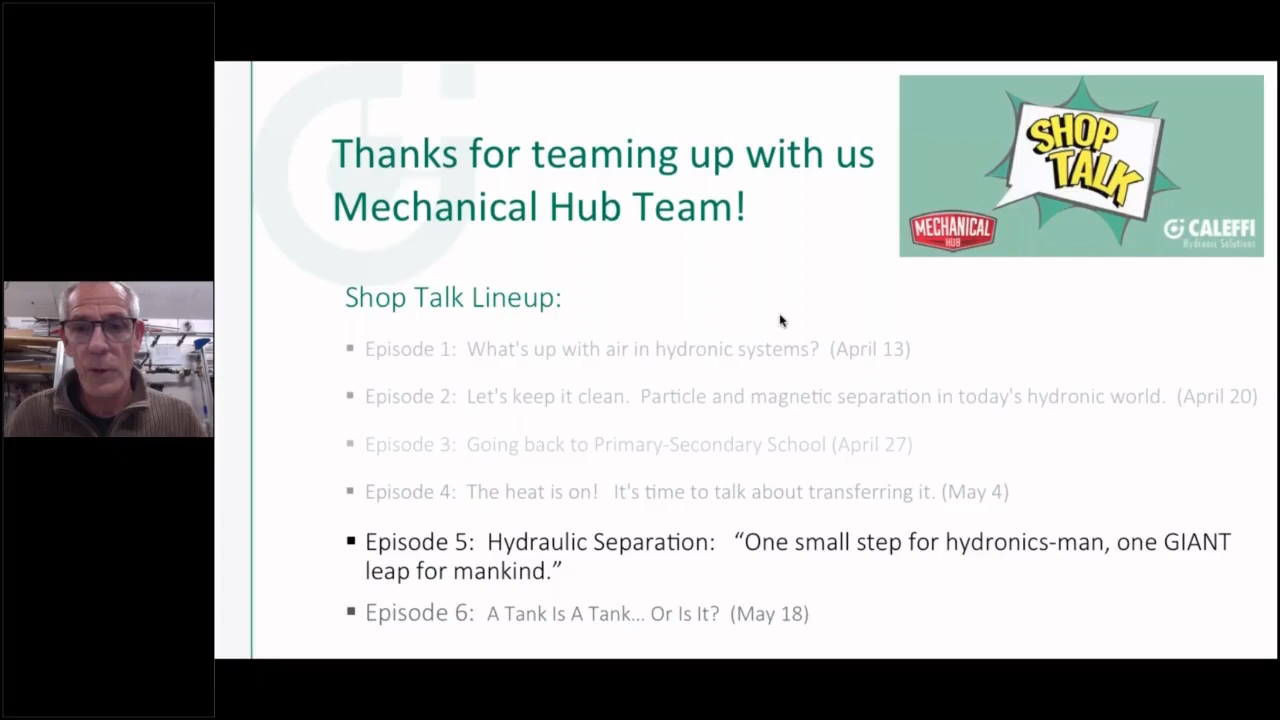 Thanks for teaming up with us
Mechanical Hub Team!
SHOP
TALK
MECHANICAL
HUB
CALEFFI
Hydronic Solutions
Shop Talk Lineup:
▪ Episode 1: What's up with air in hydronic systems? (April 13)
▪ Episode 2: Let's keep it clean. Particle and magnetic separation in today's hydronic world. (April 20)
▪ Episode 3: Going back to Primary-Secondary School (April 27)
▪ Episode 4: The heat is on! It's time to talk about transferring it. (May 4)
▪ Episode 5: Hydraulic Separation: “One small step for hydronics-man, one GIANT
leap for mankind.”
▪ Episode 6: A Tank Is A Tank... Or Is It? (May 18)